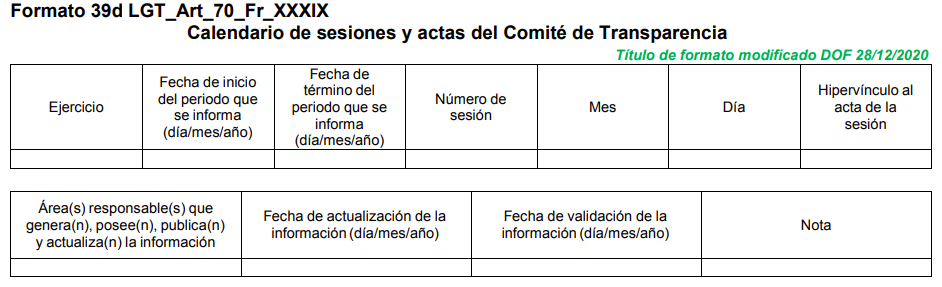 Formato 39d LGT_Art_70_Fr_XXXIX
Calendario de sesiones y actas del Comité de Transparencia
Título de formato modificado DOF 28/12/2020
Ejercicio
Fecha de inicio
del periodo que
se informa
(día/mes/año)
Fecha de
término del
periodo que se
informa
(día/mes/año)
Número de
sesión
Mes
Día
Hipervínculo al
acta de la
sesión
Área(s) responsable(s) que
genera(n), posee(n), publica(n)
y actualiza(n) la información
Fecha de actualización de la
información (día/mes/año)
Fecha de validación de la
información (día/mes/año)
Nota